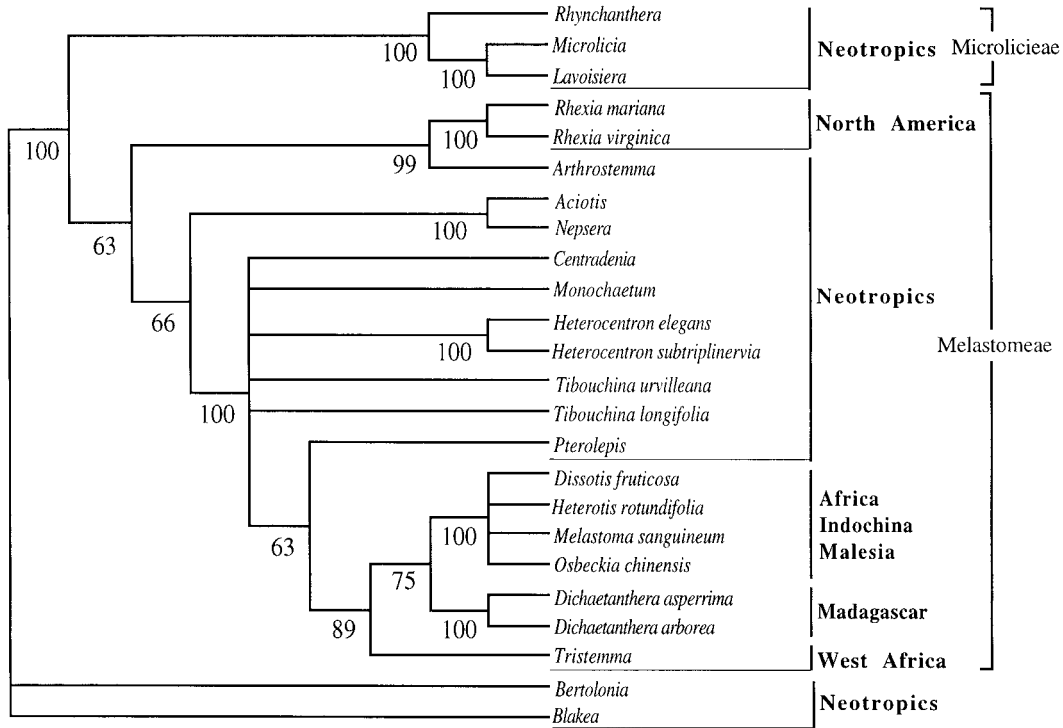 Rhynchanthera
Microlicia
Lavoisiera
Neotropics
Microlicieae
100
100
Rhexia mariana
Rhexia virginica
North America
100
100
Arthrostemma
99
Aciotis
Nepsera
100
63
Centradenia
Monochaetum
Neotropics
66
Heterocentron elegans
Heterocentron subtriplinervia
100
Melastomeae
Tibouchina urvilleana
Tibouchina longifolia
100
Pterolepis
Dissotis fruticosa
Heterotis rotundifolia
Melastoma sanguineum
Osbeckia chinensis
Africa
Indochina
Malesia
100
63
75
Dichaetanthera asperrima
Dichaetanthera arborea
Madagascar
100
89
Tristemma
West Africa
Bertolonia
Blakea
Neotropics